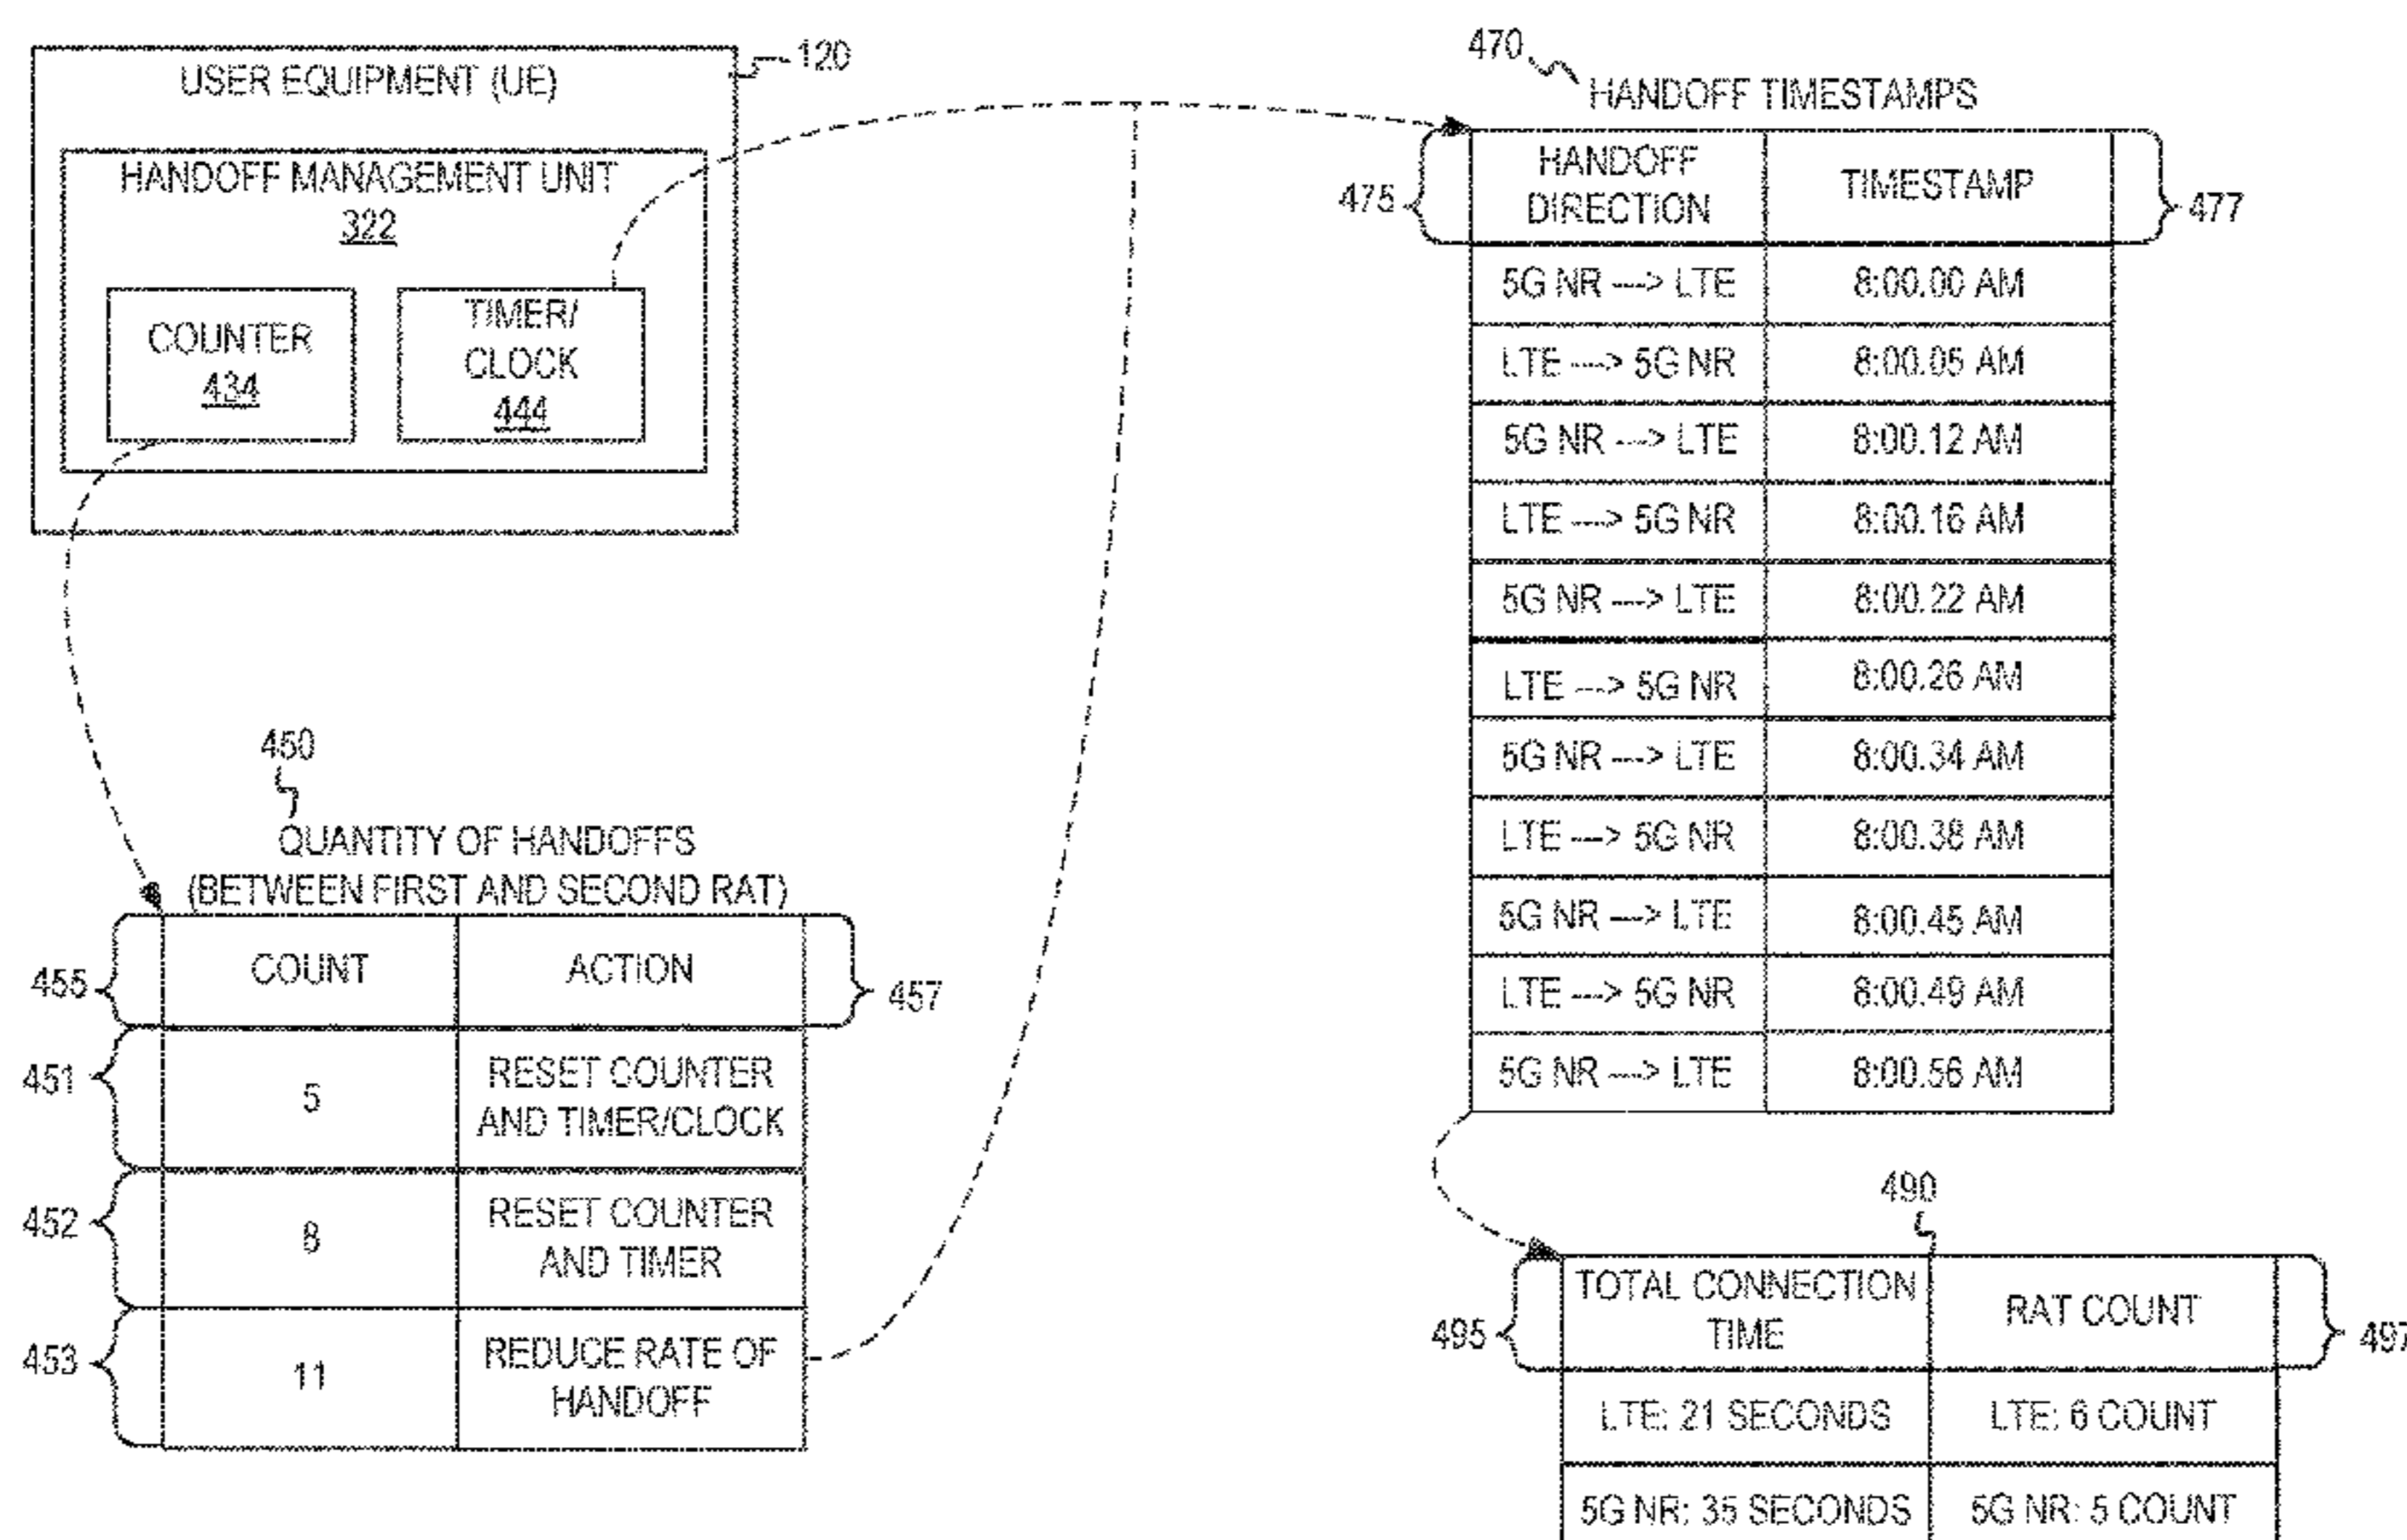 120
USER EQUIPMENT (UE)
HANDOFF MANAGEMENT UNIT
322
COUNTER
434
TIMER/
CLOCK
444
450
QUANTITY OF HANDOFFS
(BETWEEN FIRST AND SECOND RAT)
455
COUNT
ACTION
457
451
5
RESET COUNTER
AND TIMER/CLOCK
452
8
RESET COUNTER
AND TIMER
453
11
REDUCE RATE OF
HANDOFF
470
HANDOFF TIMESTAMPS
475
HANDOFF
DIRECTION
TIMESTAMP
477
5G NR ---> LTE 8:00.00 AM
LTE ---> 5G NR 8:00.05 AM
5G NR ---> LTE 8:00.12 AM
LTE ---> 5G NR 8:00.16 AM
5G NR ---> LTE 8:00.22 AM
LTE ---> 5G NR 8:00.26 AM
5G NR ---> LTE 8:00.34 AM
LTE ---> 5G NR 8:00.38 AM
5G NR ---> LTE 8:00.45 AM
LTE ---> 5G NR 8:00.49 AM
5G NR ---> LTE 8:00.56 AM
490
495
TOTAL CONNECTION
TIME
RAT COUNT
497
LTE: 21 SECONDS LTE: 6 COUNT
5G NR: 35 SECONDS 5G NR: 5 COUNT